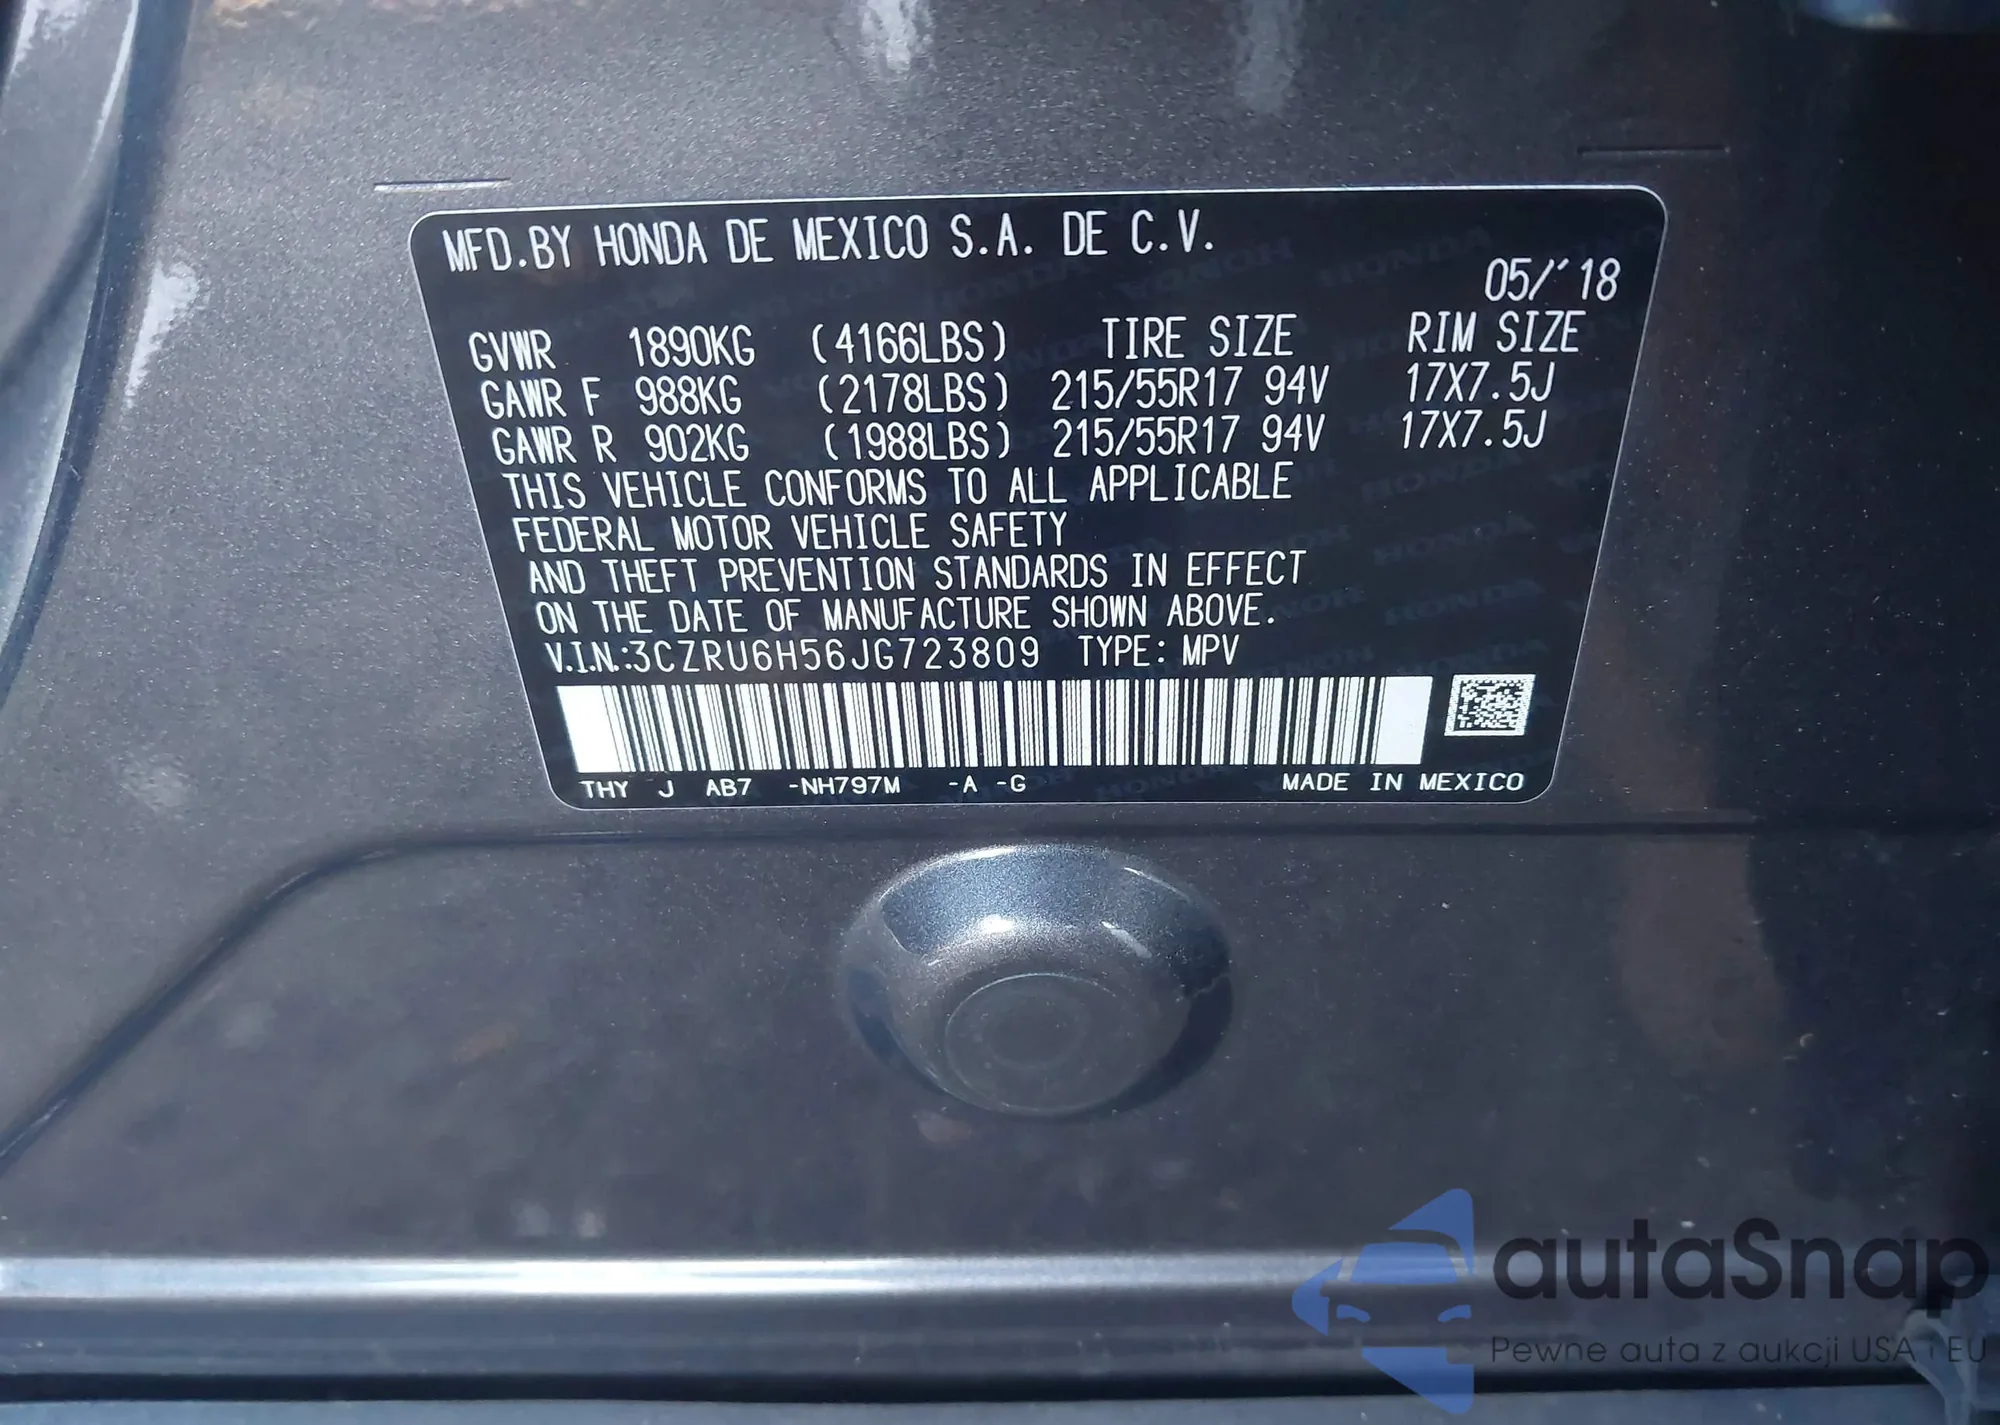 MFD.BY HONDA DE MEXICO S.A. DE C.V.
05/'18
GVWR 1890KG (4166LBS) TIRE SIZE RIM SIZE
GAWR F 988KG (2178LBS) 215/55R17 94V 17X7.5J
GAWR R 902KG (1988LBS) 215/55R17 94V 17X7.5J
THIS VEHICLE CONFORMS TO ALL APPLICABLE
FEDERAL MOTOR VEHICLE SAFETY
AND THEFT PREVENTION STANDARDS IN EFFECT
ON THE DATE OF MANUFACTURE SHOWN ABOVE.
V.I.N.:3CZRU6H56JG723809 TYPE: MPV
THY J AB7 -NH797M -A -G MADE IN MEXICO
autaSnap
Pewne auta z aukcji USA i EU